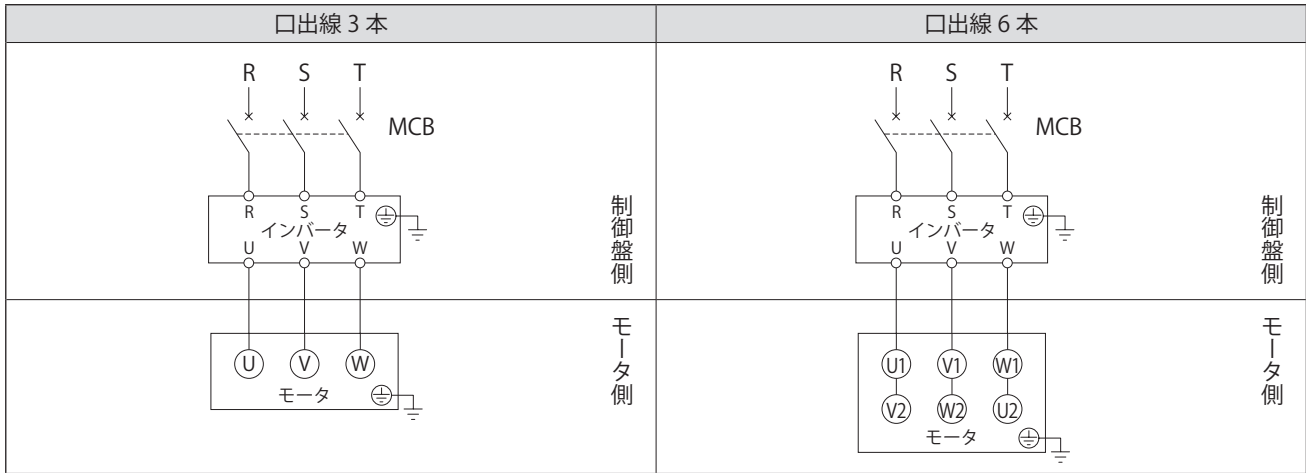 口出線 3 本
口出線 6 本
R S T
MCB
R S T
インバータ
U V W
制御盤側
U V W
モータ
モータ側
R S T
MCB
R S T
インバータ
U V W
制御盤側
U1 V1 W1
V2 W2 U2
モータ
モータ側